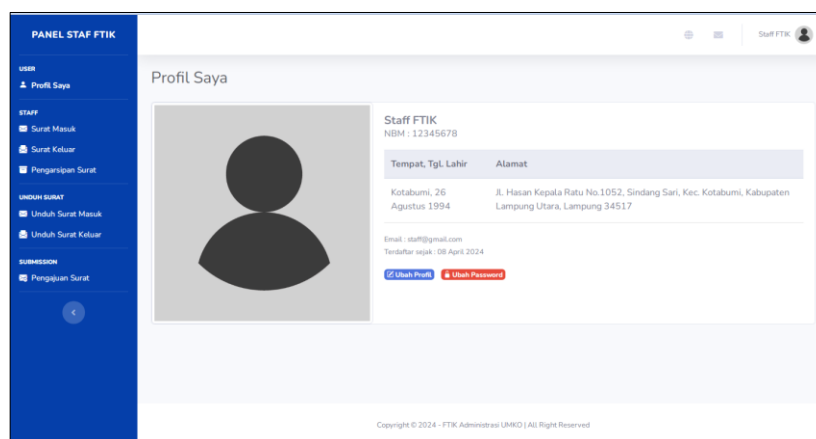 PANEL STAF FTIK
Staff FTIK
USER
Profil Saya
STAFF
Surat Masuk
Surat Keluar
Pengarsipan Surat
UNDUH SURAT
Unduh Surat Masuk
Unduh Surat Keluar
SUBMISSION
Pengajuan Surat
Profil Saya
Staff FTIK
NBM : 12345678
Tempat, Tgl. Lahir Alamat
Kotabumi, 26 Jl. Hasan Kepala Ratu No.1052, Sindang Sari, Kec. Kotabumi, Kabupaten
Agustus 1994 Lampung Utara, Lampung 34517
Email : staff@gmail.com
Terdaftar sejak : 08 April 2024
Ubah Profil Ubah Password
Copyright © 2024 - FTIK Administrasi UMKO | All Right Reserved